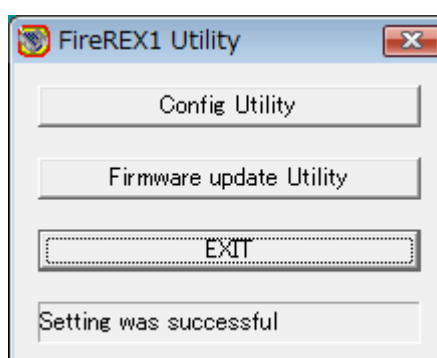 FireREX1 Utility
Config Utility
Firmware update Utility
EXIT
Setting was successful